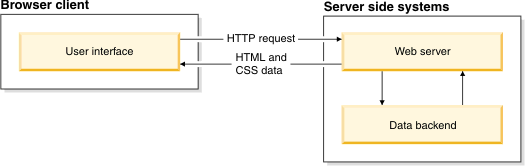 Browser client
Server side systems
HTTP request
User interface
Web server
HTML and
CSS data
Data backend